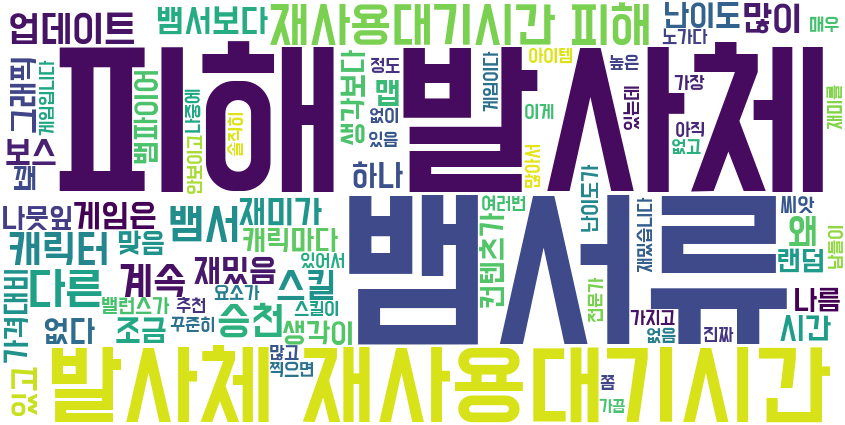 업데이트
뱀서보다
재사용대기시간 피해
난이도
많이
매우
노가다
그래픽
게임입니다
피해
발사체
정도
아이템
높은
가장
재미를
뱀파이어
나중에
안보이고
솔직히
생각보다
맵
없이
있음
게임이다
이게
있는데
아직
없고
보스
꽤
하나
많아서
나뭇잎
게임은
뱀서
재미가
뱀서류
컨텐츠가
여러번
난이도가
씨앗
왜
남들이
캐릭터
맞음
캐릭마다
재밌습니다
랜덤
다른
계속
재밌음
있어서
스킬
전문가
가격대비
밸런스가
추천
요소가
스킬이
가지고
나름
없다
조금
꾸준히
승천
생각이
없음
진짜
시간
있고
발사체 재사용대기시간
많고
찍으면
쫌
가끔